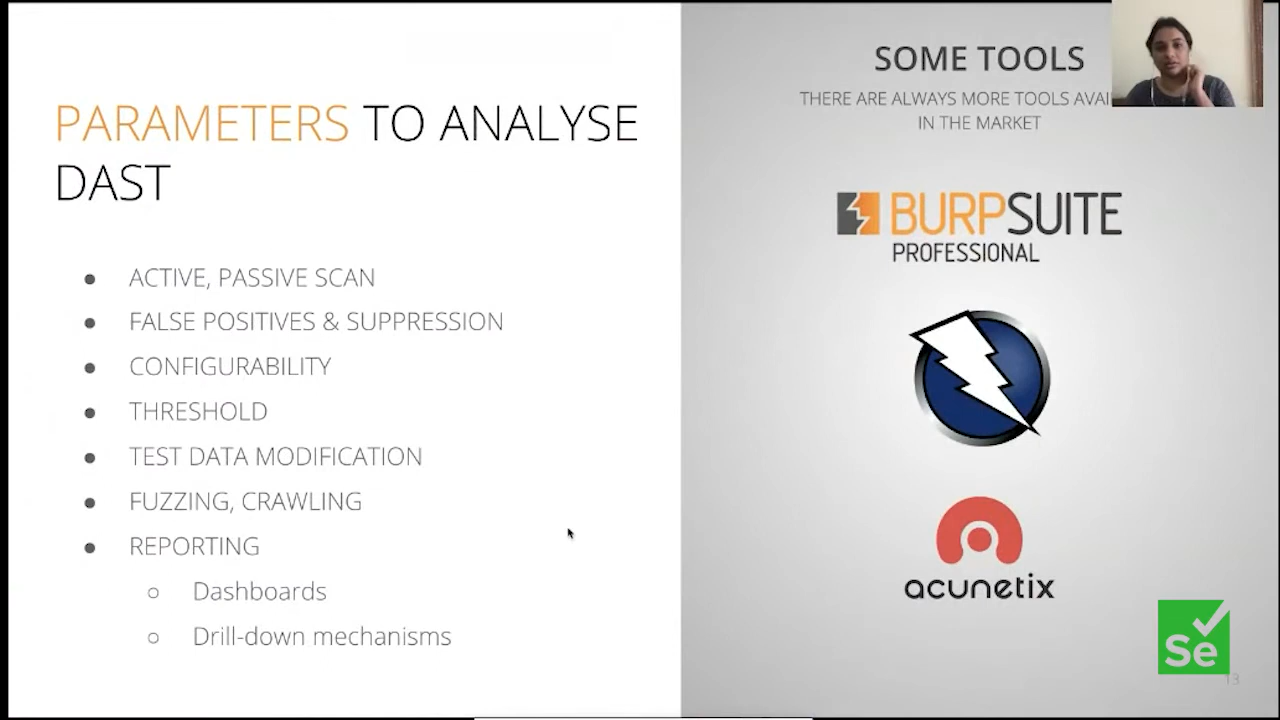 PARAMETERS TO ANALYSE
DAST
ACTIVE, PASSIVE SCAN
FALSE POSITIVES & SUPPRESSION
CONFIGURABILITY
THRESHOLD
TEST DATA MODIFICATION
FUZZING, CRAWLING
REPORTING
Dashboards
Drill-down mechanisms
SOME TOOLS
THERE ARE ALWAYS MORE TOOLS
IN THE MARKET
BURPSUITE
PROFESSIONAL
acunetix
Se
13